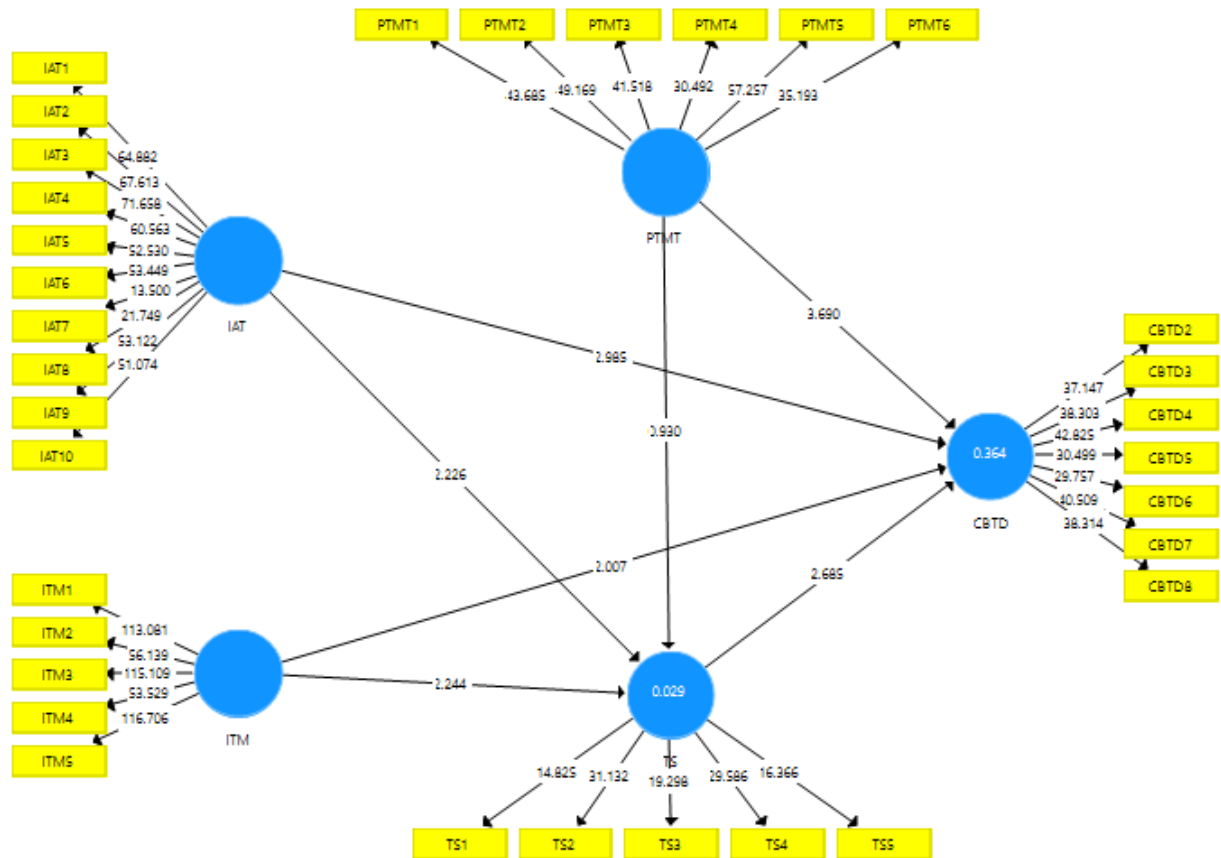 PTMT1 PTMT2 PTMT3 PTMT4 PTMT5 PTMT6
43.685 49.169 41.518 30.492 57.257 35.193
PTMT
IAT1
IAT2
IAT3
IAT4
IAT5
IAT6
IAT7
IAT8
IAT9
IAT10
64.882
67.613
71.658
60.563
52.530
53.449
13.500
21.749
53.122
51.074
IAT
3.690
2.985
0.930
2.226
2.007
2.685
2.244
CBTD2
CBTD3
CBTD4
CBTD5
CBTD6
CBTD7
CBTD8
37.147
38.303
42.825
30.499
29.757
40.509
38.314
0.364
CBTD
ITM1
ITM2
ITM3
ITM4
ITM5
113.081
56.139
115.109
53.529
116.706
ITM
0.029
TS
14.825 31.132 19.298 29.586 16.366
TS1 TS2 TS3 TS4 TS5